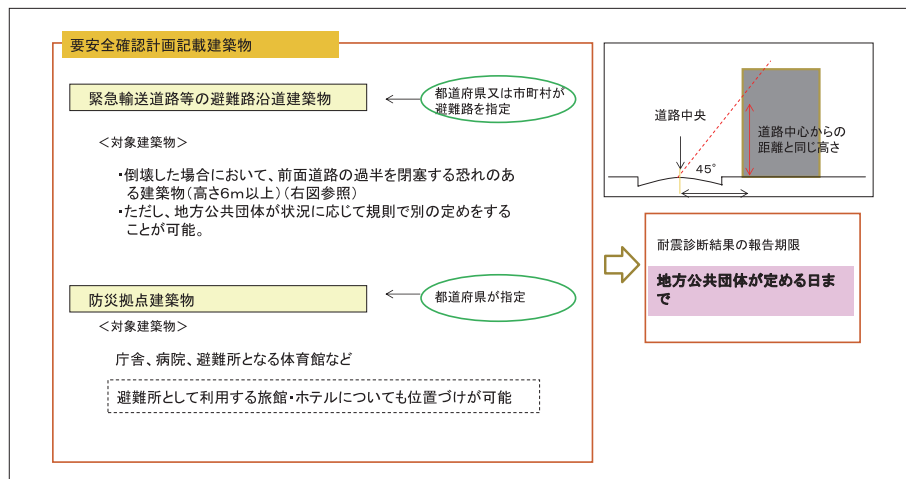 要安全確認計画記載建築物
緊急輸送道路等の避難路沿道建築物
都道府県又は市町村が
避難路を指定
＜対象建築物＞
・倒壊した場合において、前面道路の過半を閉塞する恐れのあ
る建築物（高さ６ｍ以上）（右図参照）
・ただし、地方公共団体が状況に応じて規則で別の定めをする
ことが可能。
防災拠点建築物
都道府県が指定
＜対象建築物＞
庁舎、病院、避難所となる体育館など
避難所として利用する旅館・ホテルについても位置づけが可能
道路中央
道路中心からの
距離と同じ高さ
45°
耐震診断結果の報告期限
地方公共団体が定める日ま
で